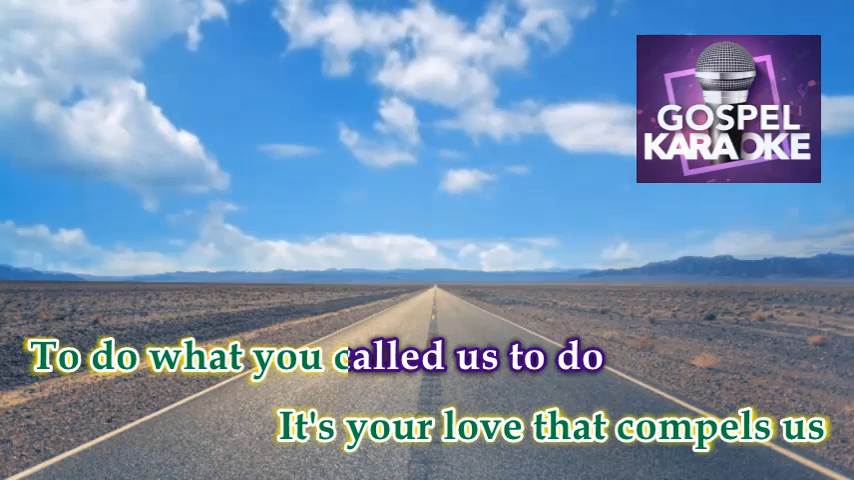 GOSPEL
KARAOKE
To do what you called us to do
It's your love that compels us